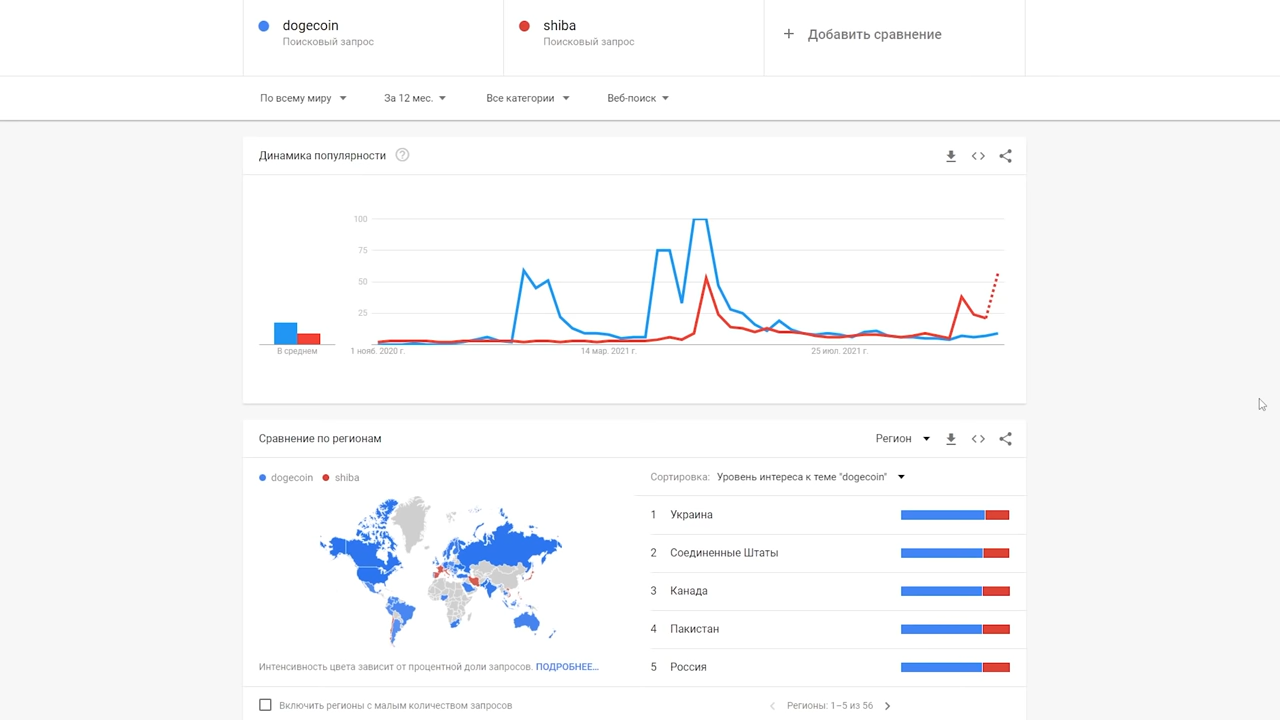 dogecoin
Поисковый запрос
shiba
Поисковый запрос
+ Добавить сравнение
По всему миру
За 12 мес.
Все категории
Веб-поиск
Динамика популярности ?
100
75
50
25
В среднем
1 нояб. 2020 г.
14 мар. 2021 г.
25 июл. 2021 г.
Сравнение по регионам
Регион
dogecoin
shiba
Сортировка: Уровень интереса к теме "dogecoin"
1 Украина
2 Соединенные Штаты
3 Канада
4 Пакистан
5 Россия
Интенсивность цвета зависит от процентной доли запросов. ПОДРОБНЕЕ...
Включить регионы с малым количеством запросов
Регионы: 1–5 из 56